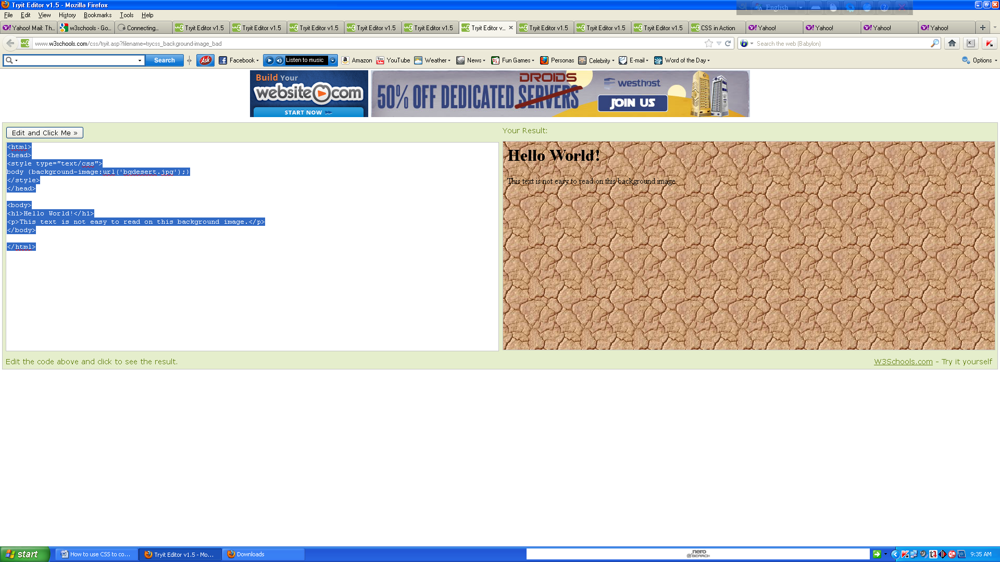 Tryit Editor v1.5 - Mozilla Firefox
English
File Edit View History Bookmarks Tools Help
Yahoo! Mail: Th... w3schools - Go... Connecting... Tryit Editor v1.5 Tryit Editor v1.5 Tryit Editor v1.5 Tryit Editor v1.5 Tryit Editor v1.5 Tryit Editor v... Tryit Editor v1.5 Tryit Editor v1.5 Tryit Editor v1.5 CSS in Action Yahoo! Yahoo! Yahoo! Yahoo!
www.w3schools.com/css/tryit.asp?filename=trycss_background-image_bad Search the web (Babylon)
Search Ask Facebook Listen to music Amazon YouTube Weather News Fun Games Personas Celebrity E-mail Word of the Day Options
Build Your
website.com
START NOW
DROIDS
50% OFF DEDICATED SERVERS
westhost
JOIN US
Edit and Click Me »
<html>
<head>
<style type="text/css">
body {background-image:url('bgdesert.jpg');}
</style>
</head>
<body>
<h1>Hello World!</h1>
<p>This text is not easy to read on this background image.</p>
</body>
</html>
Your Result:
Hello World!
This text is not easy to read on this background image.
Edit the code above and click to see the result.
W3Schools.com - Try it yourself
start How to use CSS to co... Tryit Editor v1.5 - Mo... Downloads nero SEARCH 9:35 AM